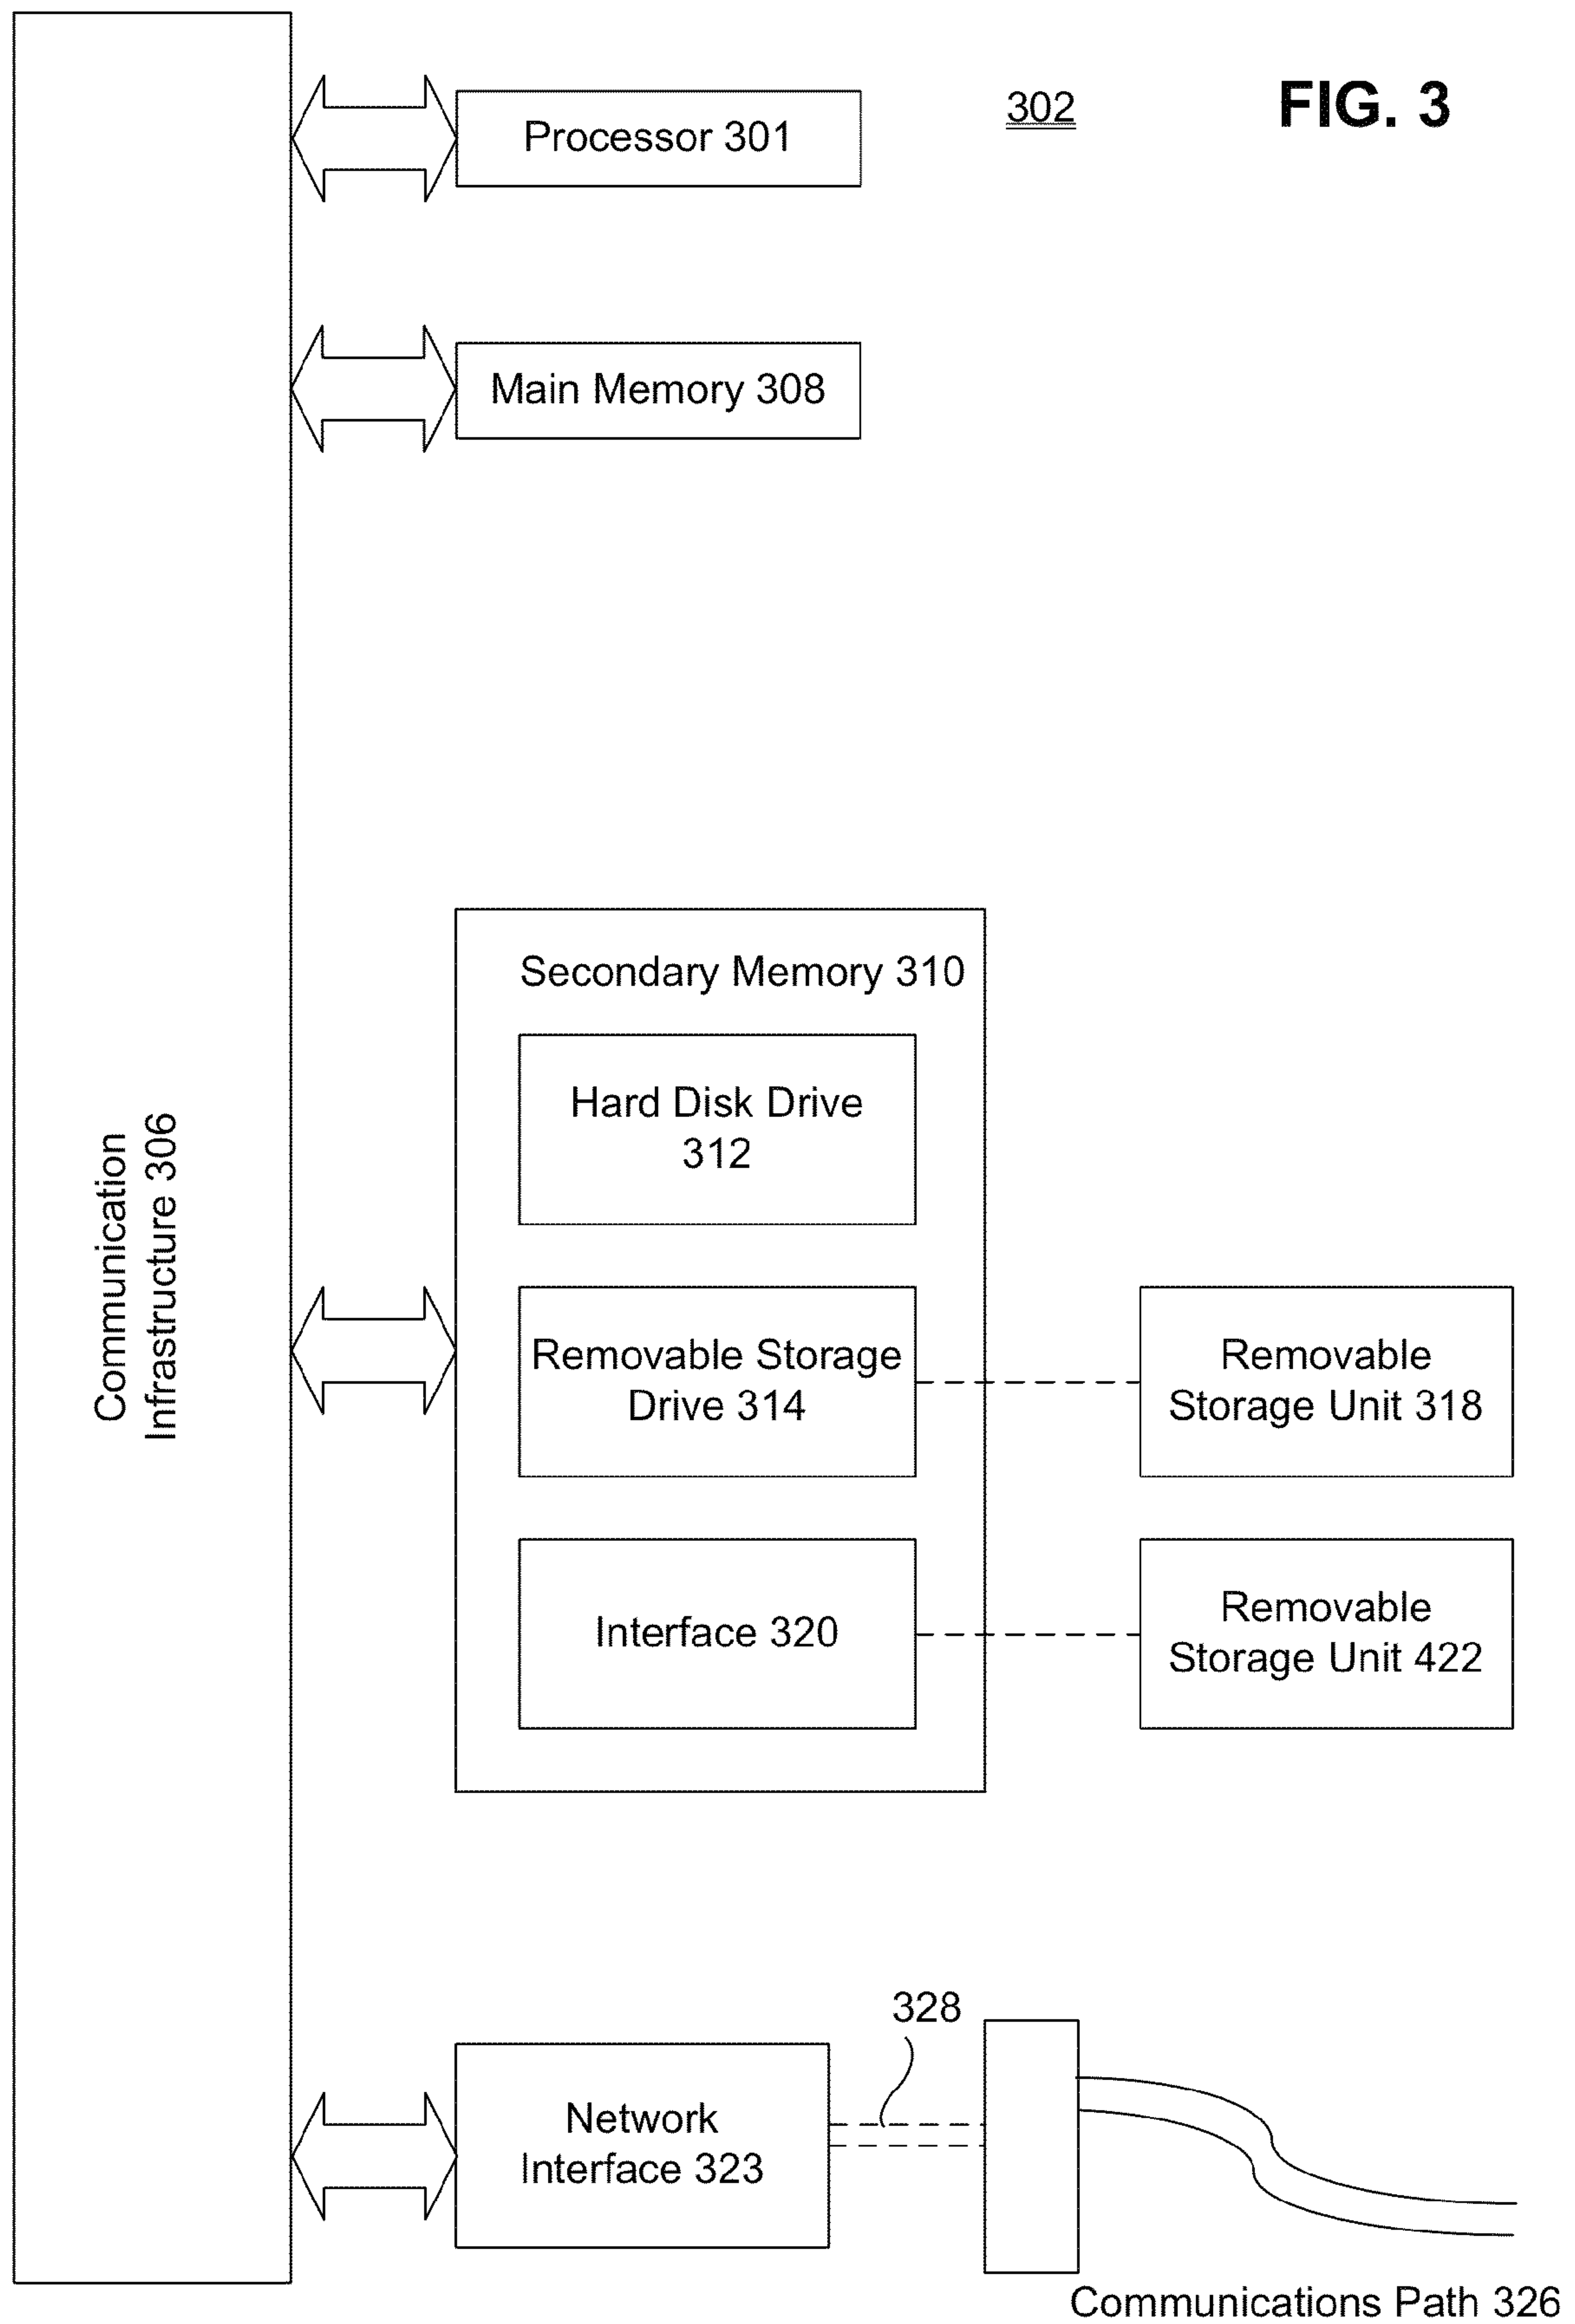 FIG. 3
302
Processor 301
Main Memory 308
Communication
Infrastructure 306
Secondary Memory 310
Hard Disk Drive
312
Removable Storage
Drive 314
Removable
Storage Unit 318
Interface 320
Removable
Storage Unit 422
328
Network
Interface 323
Communications Path 326